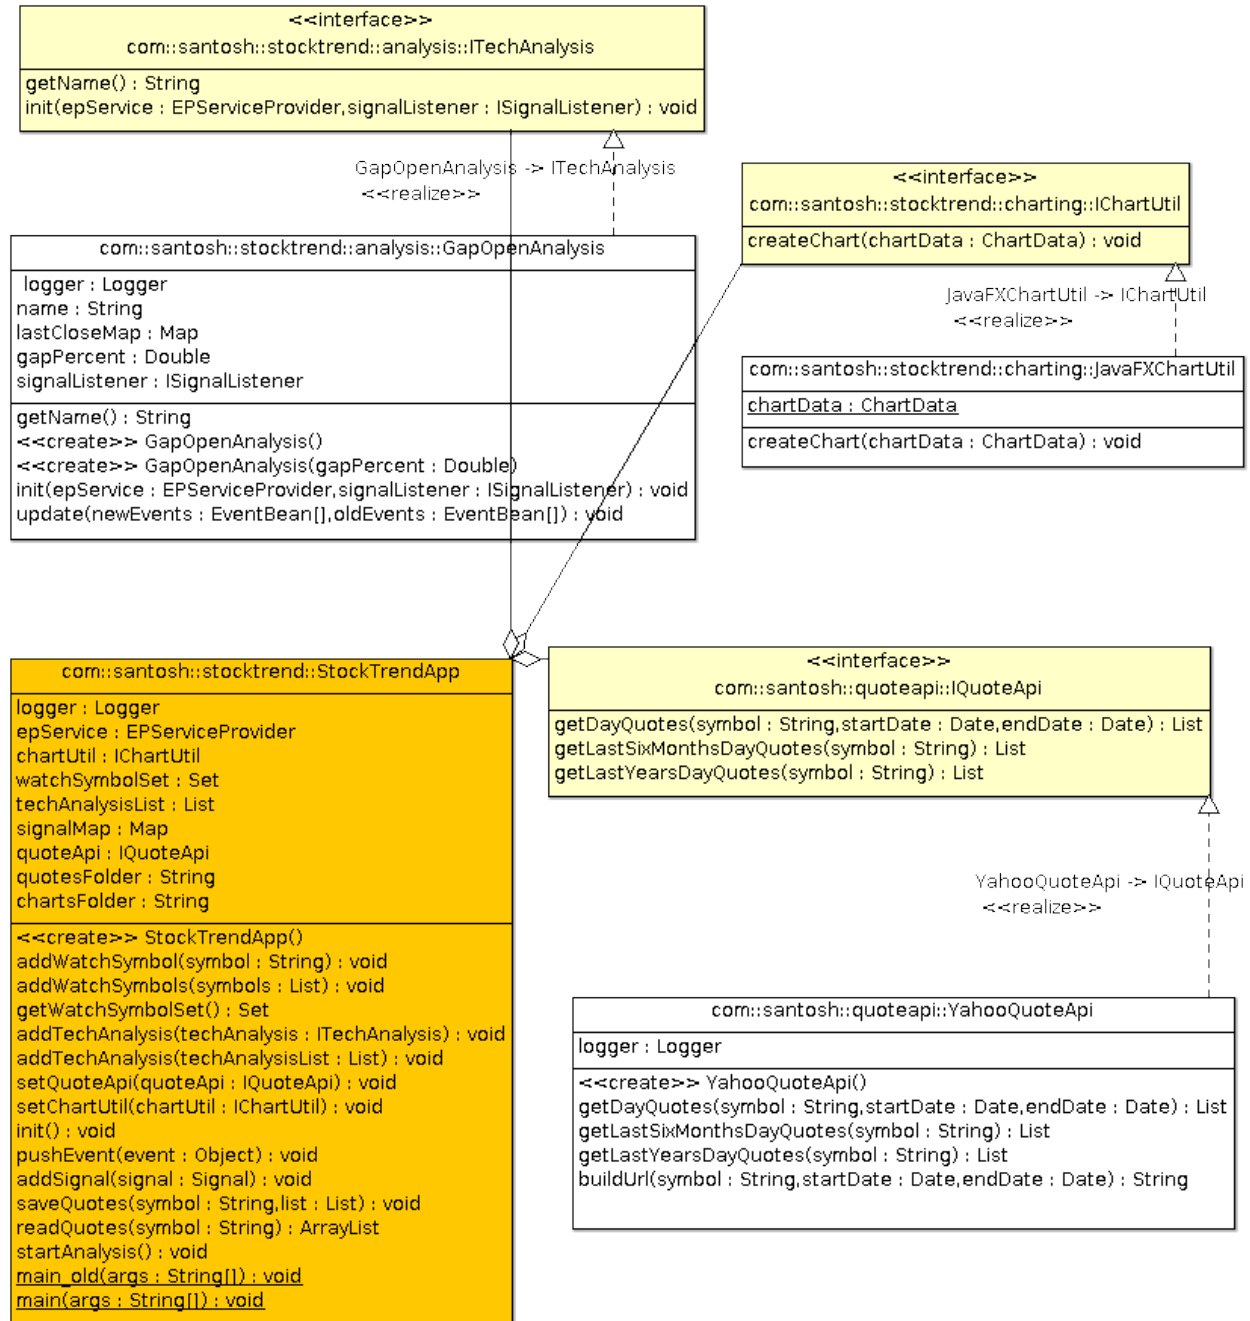 <<interface>>
com::santosh::stocktrend::analysis::ITechAnalysis
getName() : String
init(epService : EPServiceProvider,signalListener : ISignalListener) : void
GapOpenAnalysis -> ITechAnalysis
<<realize>>
com::santosh::stocktrend::analysis::GapOpenAnalysis
logger : Logger
name : String
lastCloseMap : Map
gapPercent : Double
signalListener : ISignalListener
getName() : String
<<create>> GapOpenAnalysis()
<<create>> GapOpenAnalysis(gapPercent : Double)
init(epService : EPServiceProvider,signalListener : ISignalListener) : void
update(newEvents : EventBean[],oldEvents : EventBean[]) : void
<<interface>>
com::santosh::stocktrend::charting::IChartUtil
createChart(chartData : ChartData) : void
JavaFXChartUtil -> IChartUtil
<<realize>>
com::santosh::stocktrend::charting::JavaFXChartUtil
chartData : ChartData
createChart(chartData : ChartData) : void
com::santosh::stocktrend::StockTrendApp
logger : Logger
epService : EPServiceProvider
chartUtil : IChartUtil
watchSymbolSet : Set
techAnalysisList : List
signalMap : Map
quoteApi : IQuoteApi
quotesFolder : String
chartsFolder : String
<<create>> StockTrendApp()
addWatchSymbol(symbol : String) : void
addWatchSymbols(symbols : List) : void
getWatchSymbolSet() : Set
addTechAnalysis(techAnalysis : ITechAnalysis) : void
addTechAnalysis(techAnalysisList : List) : void
setQuoteApi(quoteApi : IQuoteApi) : void
setChartUtil(chartUtil : IChartUtil) : void
init() : void
pushEvent(event : Object) : void
addSignal(signal : Signal) : void
saveQuotes(symbol : String,list : List) : void
readQuotes(symbol : String) : ArrayList
startAnalysis() : void
main_old(args : String[]) : void
main(args : String[]) : void
<<interface>>
com::santosh::quoteapi::IQuoteApi
getDayQuotes(symbol : String,startDate : Date,endDate : Date) : List
getLastSixMonthsDayQuotes(symbol : String) : List
getLastYearsDayQuotes(symbol : String) : List
YahooQuoteApi -> IQuoteApi
<<realize>>
com::santosh::quoteapi::YahooQuoteApi
logger : Logger
<<create>> YahooQuoteApi()
getDayQuotes(symbol : String,startDate : Date,endDate : Date) : List
getLastSixMonthsDayQuotes(symbol : String) : List
getLastYearsDayQuotes(symbol : String) : List
buildUrl(symbol : String,startDate : Date,endDate : Date) : String